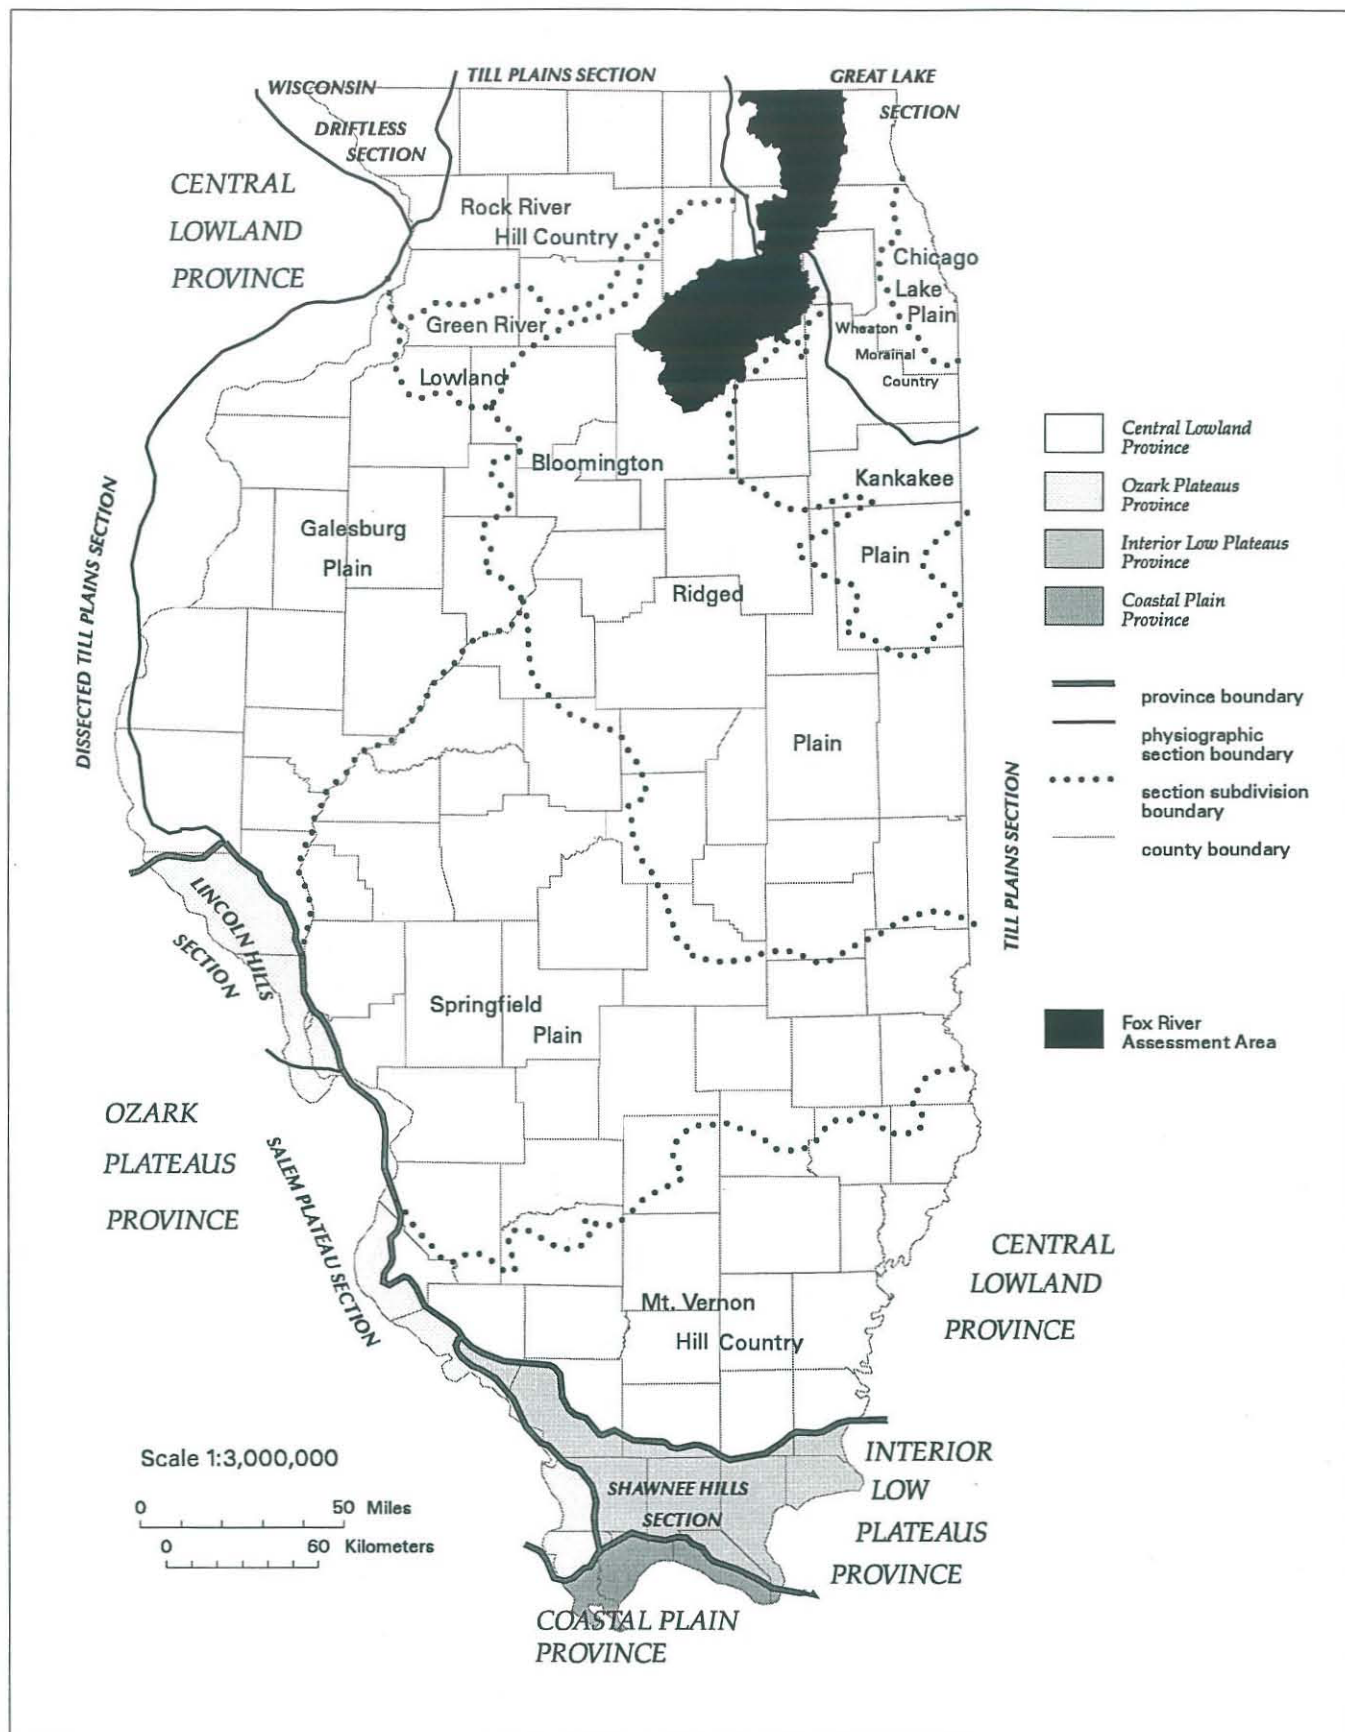 TILL PLAINS SECTION
GREAT LAKE
SECTION
WISCONSIN
DRIFTLESS
SECTION
CENTRAL
LOWLAND
PROVINCE
Rock River
Hill Country
Chicago
Lake
Plain
Green River
Lowland
Wheaton
Morainal
Country
Bloomington
Kankakee
Galesburg
Plain
Plain
Ridged
Plain
DISSECTED TILL PLAINS SECTION
TILL PLAINS SECTION
Central Lowland
Province
Ozark Plateaus
Province
Interior Low Plateaus
Province
Coastal Plain
Province
province boundary
physiographic
section boundary
section subdivision
boundary
county boundary
Fox River
Assessment Area
LINCOLN HILLS
SECTION
Springfield
Plain
OZARK
PLATEAUS
PROVINCE
SALEM PLATEAU SECTION
CENTRAL
LOWLAND
PROVINCE
Mt. Vernon
Hill Country
Scale 1:3,000,000
0 50 Miles
0 60 Kilometers
SHAWNEE HILLS
SECTION
INTERIOR
LOW
PLATEAUS
PROVINCE
COASTAL PLAIN
PROVINCE